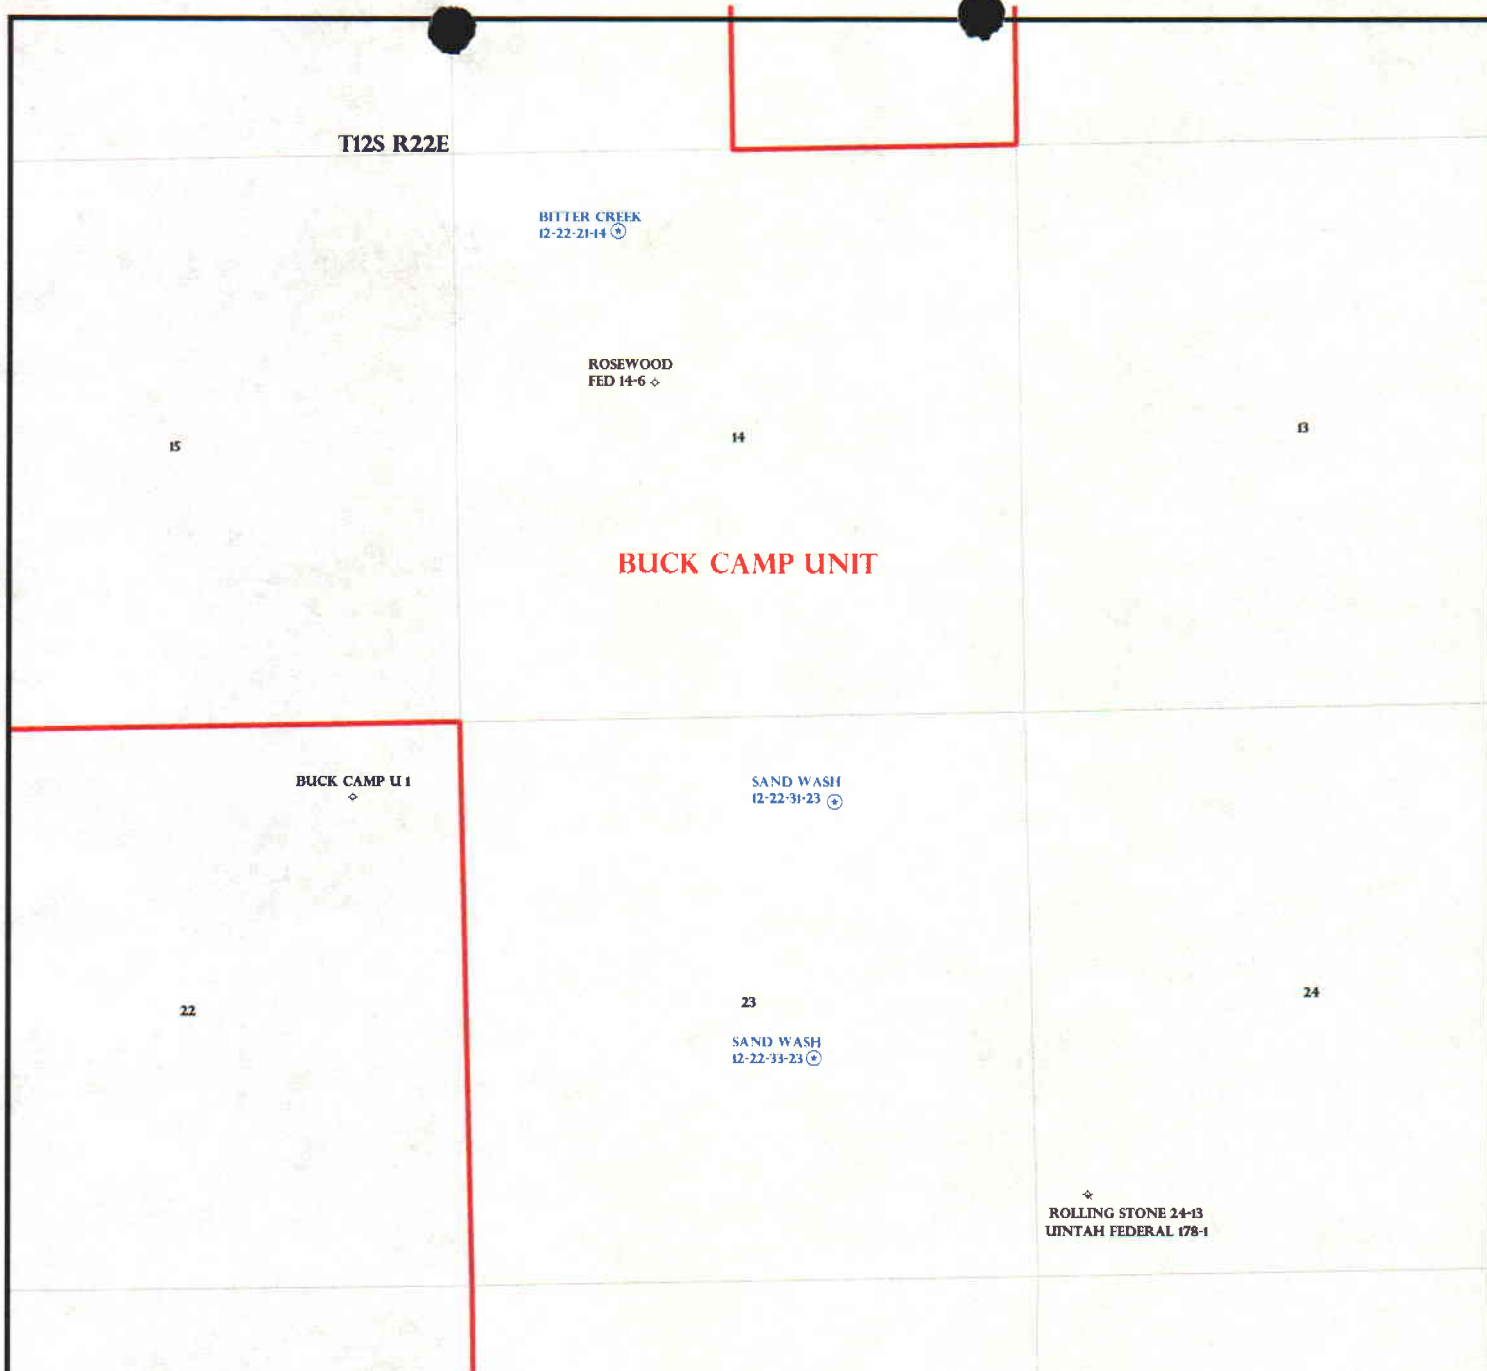 T12S R22E
BITTER CREEK
12-22-21-14
ROSEWOOD
FED 14-6
15
14
13
BUCK CAMP UNIT
BUCK CAMP U 1
SAND WASH
12-22-31-23
22
23
24
SAND WASH
12-22-33-23
ROLLING STONE 24-13
UINTAH FEDERAL 178-1